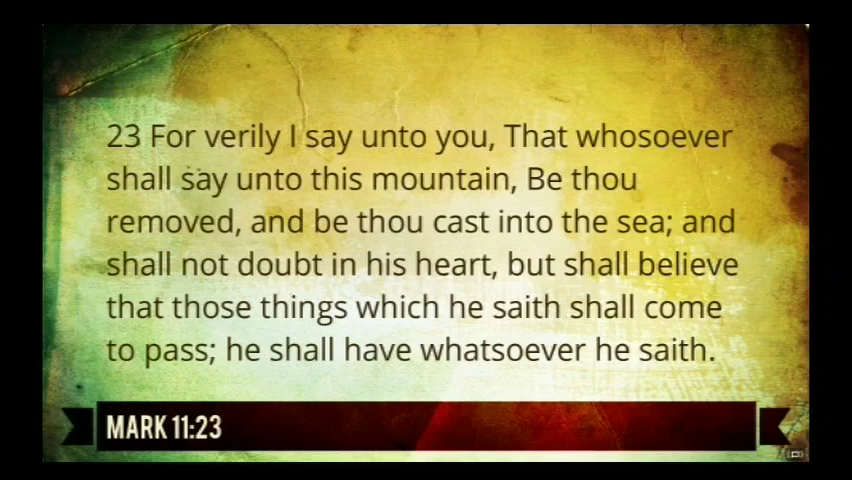 23 For verily I say unto you, That whosoever
shall say unto this mountain, Be thou
removed, and be thou cast into the sea; and
shall not doubt in his heart, but shall believe
that those things which he saith shall come
to pass; he shall have whatsoever he saith.
MARK 11:23